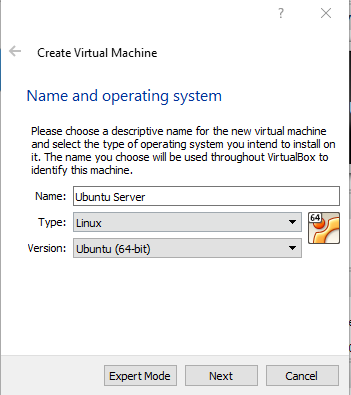 ?
Create Virtual Machine
Name and operating system
Please choose a descriptive name for the new virtual machine
and select the type of operating system you intend to install on
it. The name you choose will be used throughout VirtualBox to
identify this machine.
Name: Ubuntu Server
Type: Linux
64
Version: Ubuntu (64-bit)
Expert Mode Next Cancel